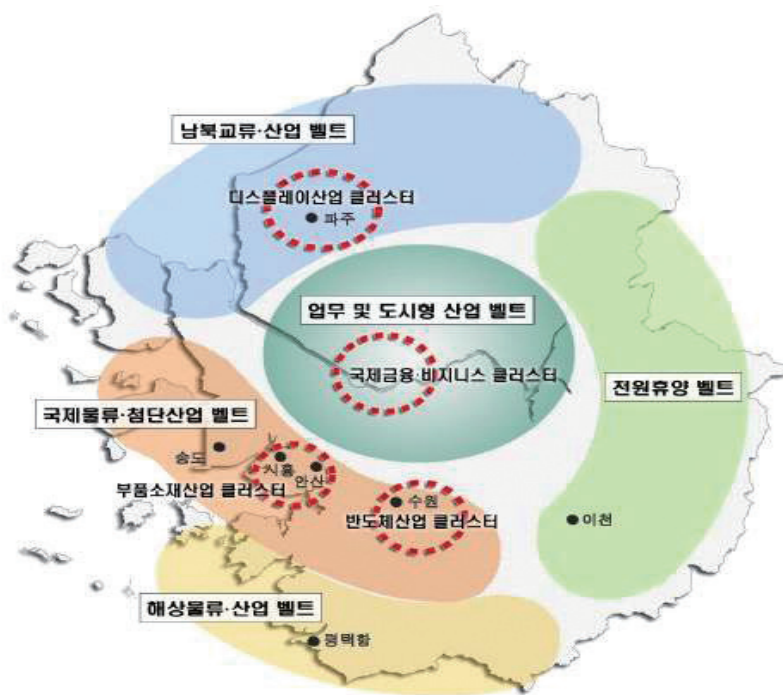 남북교류·산업 벨트
디스플레이산업 클러스터
파주
업무 및 도시형 산업 벨트
국제금융·비지니스 클러스터
전원휴양 벨트
국제물류·첨단산업 벨트
송도
시흥
안산
부품소재산업 클러스터
수원
반도체산업 클러스터
이천
해상물류·산업 벨트
평택항